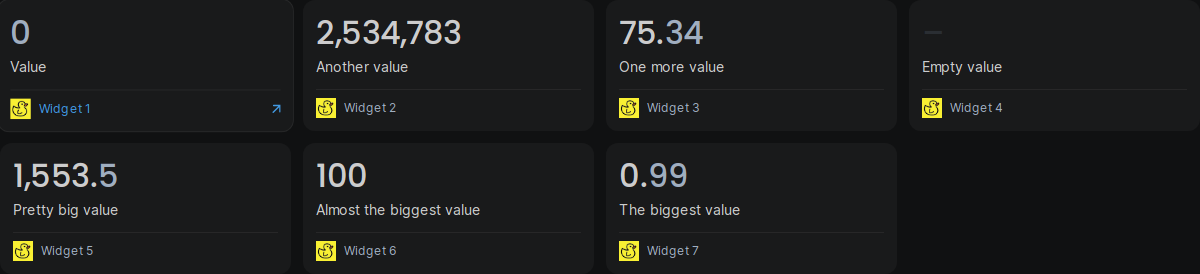 0
Value
Widget 1
2,534,783
Another value
Widget 2
75.34
One more value
Widget 3
–
Empty value
Widget 4
1,553.5
Pretty big value
Widget 5
100
Almost the biggest value
Widget 6
0.99
The biggest value
Widget 7